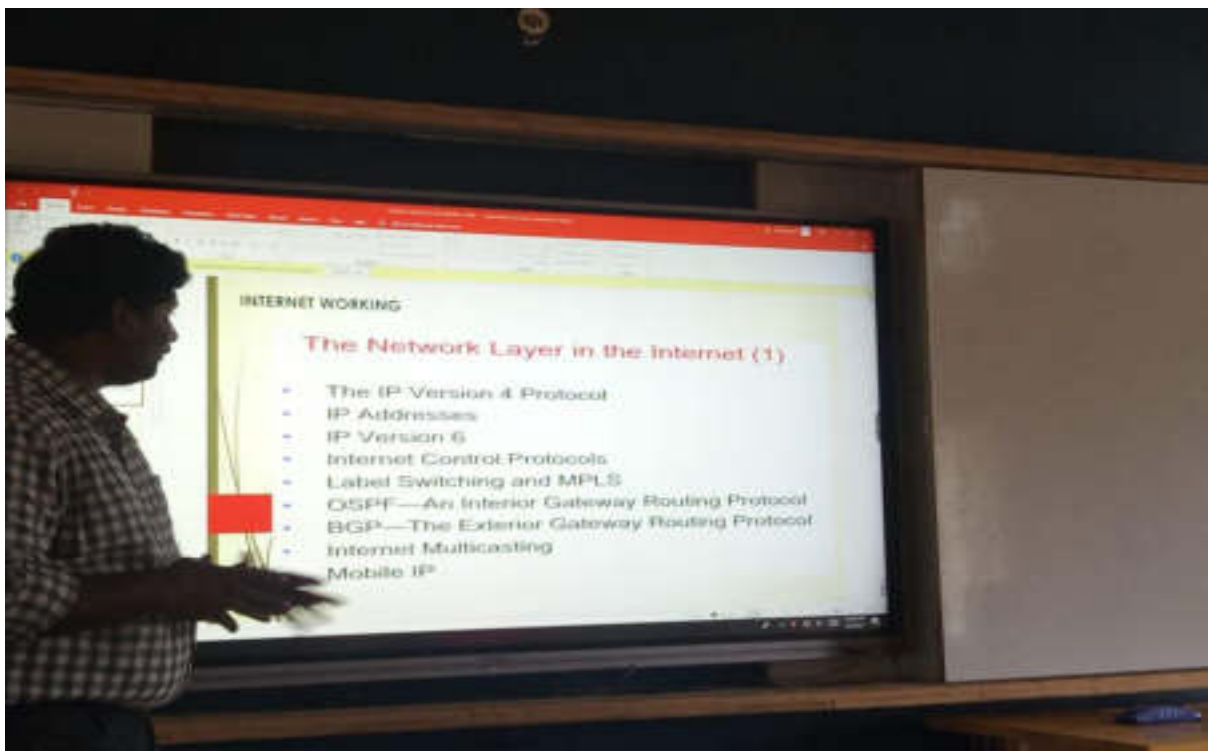 INTERNET WORKING
The Network Layer in the Internet (1)
The IP Version 4 Protocol
IP Addresses
IP Version 6
Internet Control Protocols
Label Switching and MPLS
OSPF—An Interior Gateway Routing Protocol
BGP—The Exterior Gateway Routing Protocol
Internet Multicasting
Mobile IP